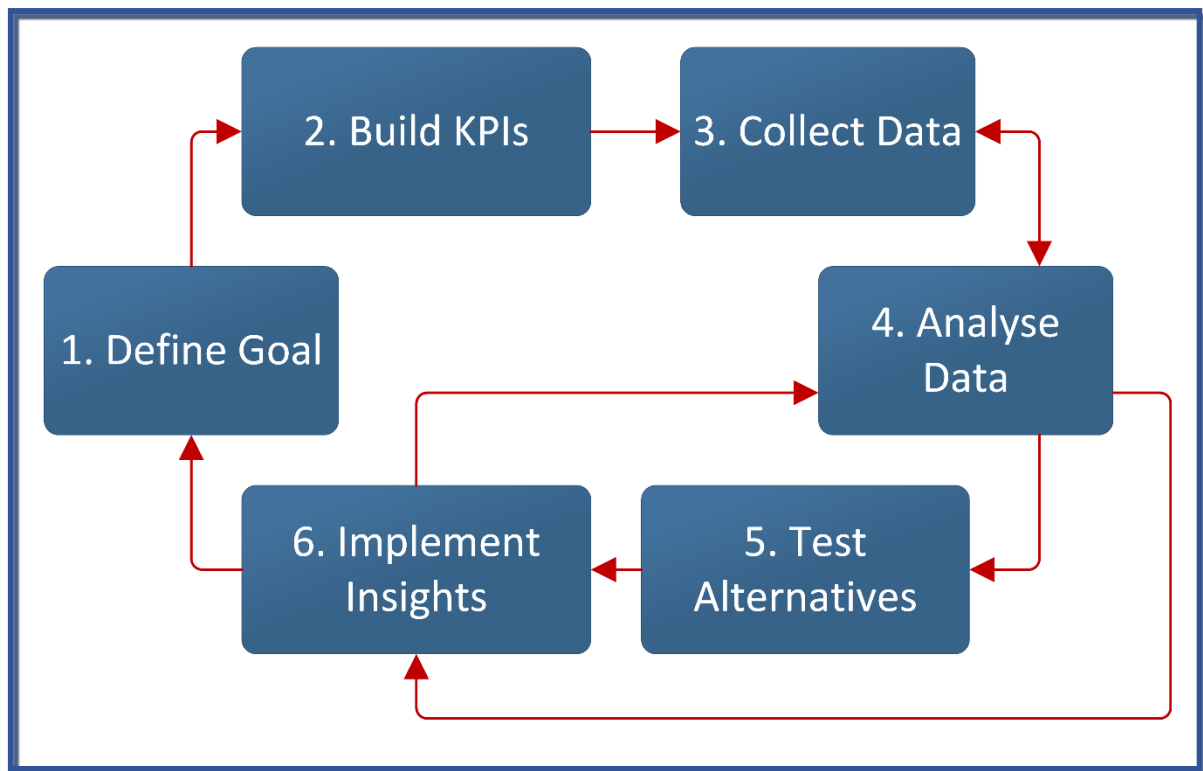 1. Define Goal
2. Build KPIs
3. Collect Data
4. Analyse
Data
5. Test
Alternatives
6. Implement
Insights